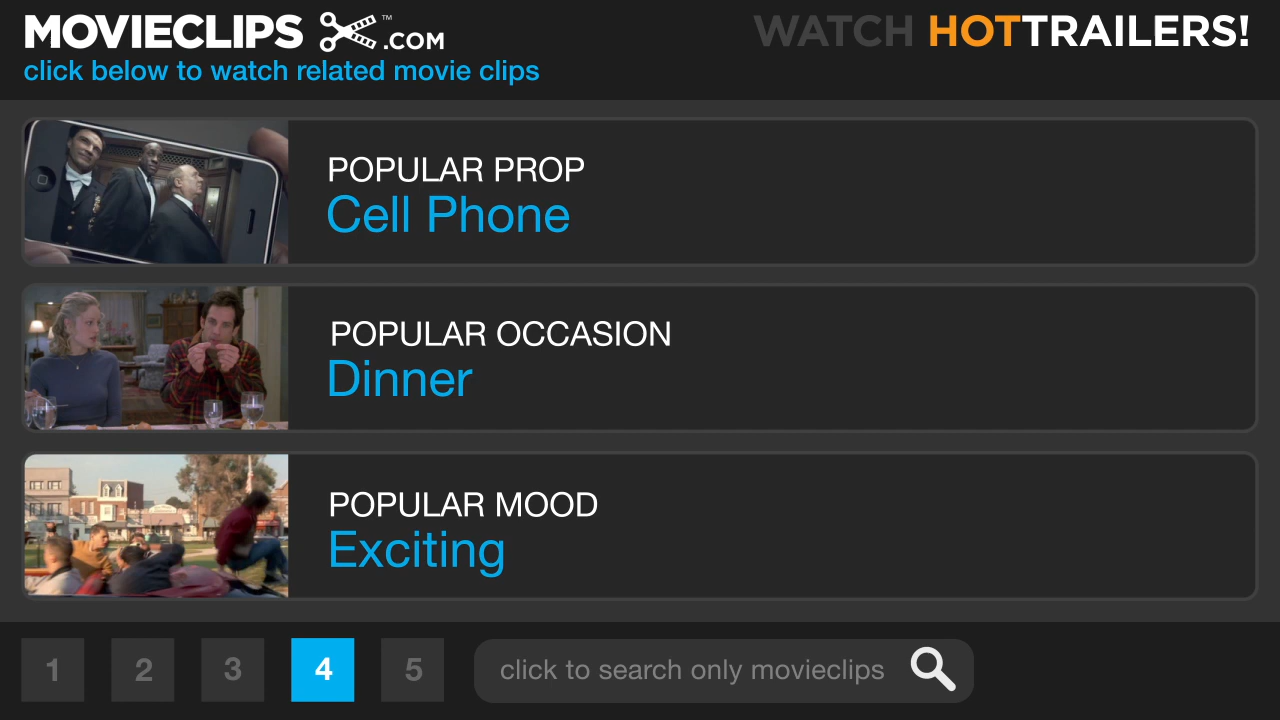 MOVIECLIPS ™ .COM
WATCH HOTTRAILERS!
click below to watch related movie clips
POPULAR PROP
Cell Phone
POPULAR OCCASION
Dinner
POPULAR MOOD
Exciting
1 2 3 4 5 click to search only movieclips